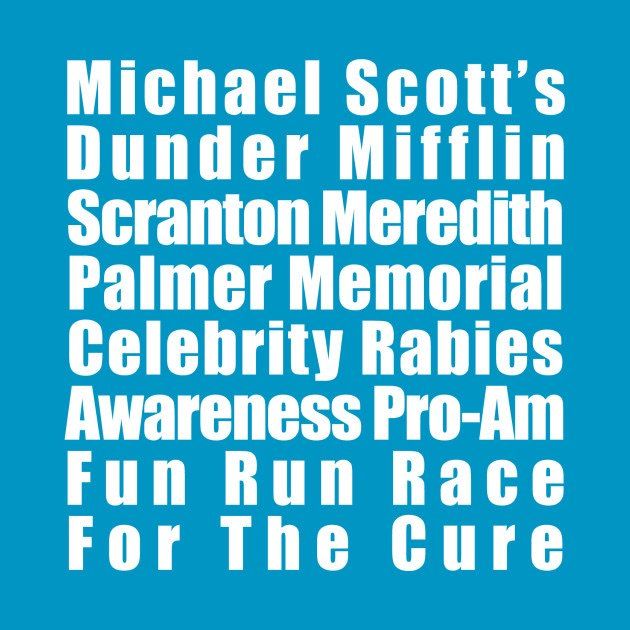 Michael Scott’s
Dunder Mifflin
Scranton Meredith
Palmer Memorial
Celebrity Rabies
Awareness Pro-Am
Fun Run Race
For The Cure